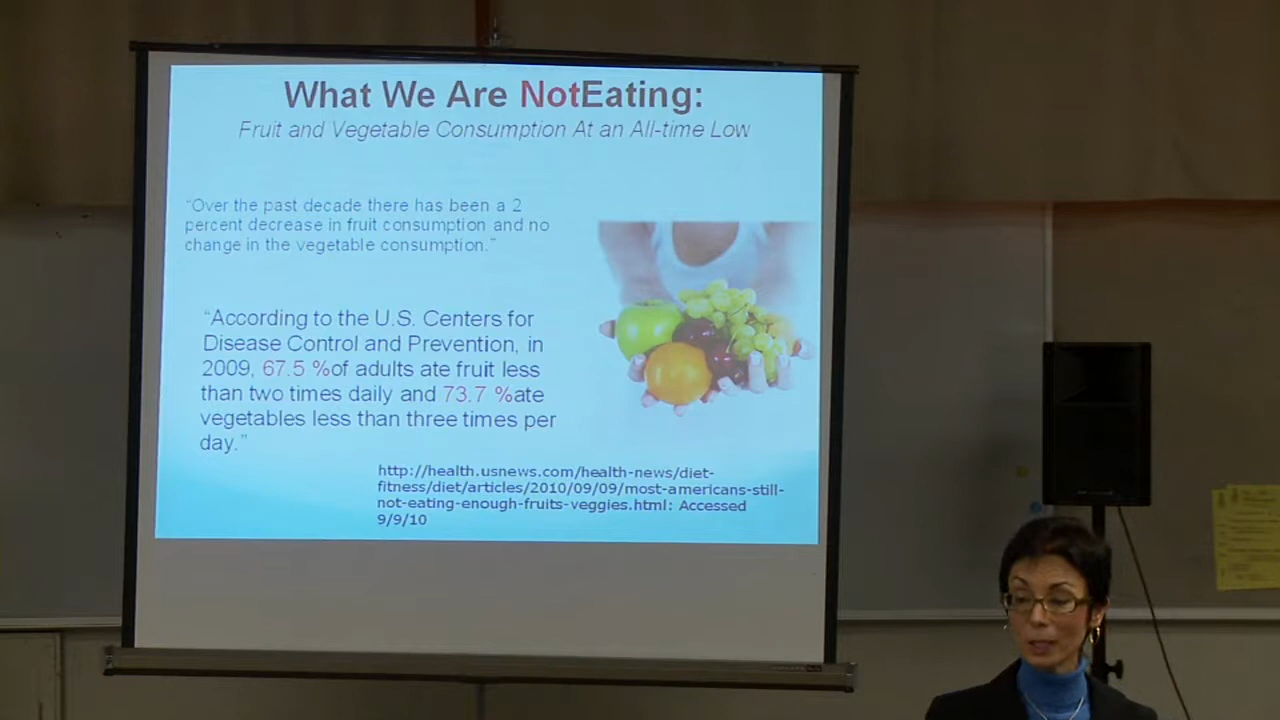 What We Are NotEating:
Fruit and Vegetable Consumption At an All-time Low
“Over the past decade there has been a 2
percent decrease in fruit consumption and no
change in the vegetable consumption.”
“According to the U.S. Centers for
Disease Control and Prevention, in
2009, 67.5 %of adults ate fruit less
than two times daily and 73.7 %ate
vegetables less than three times per
day.”
http://health.usnews.com/health-news/diet-
fitness/diet/articles/2010/09/09/most-americans-still-
not-eating-enough-fruits-veggies.html: Accessed
9/9/10